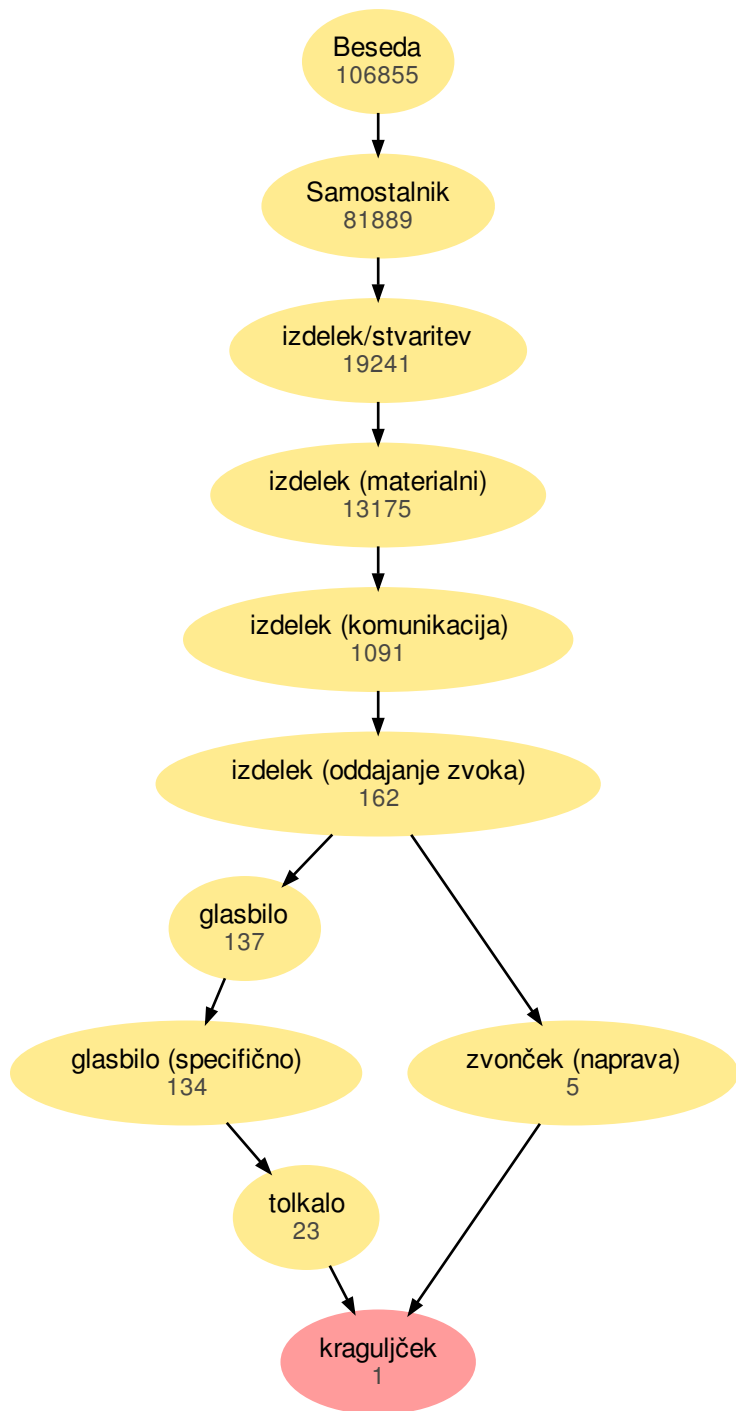 Beseda
106855
Samostalnik
81889
izdelek/stvaritev
19241
izdelek (materialni)
13175
izdelek (komunikacija)
1091
izdelek (oddajanje zvoka)
162
glasbilo
137
glasbilo (specifično)
134
zvonček (naprava)
5
tolkalo
23
kraguljček
1